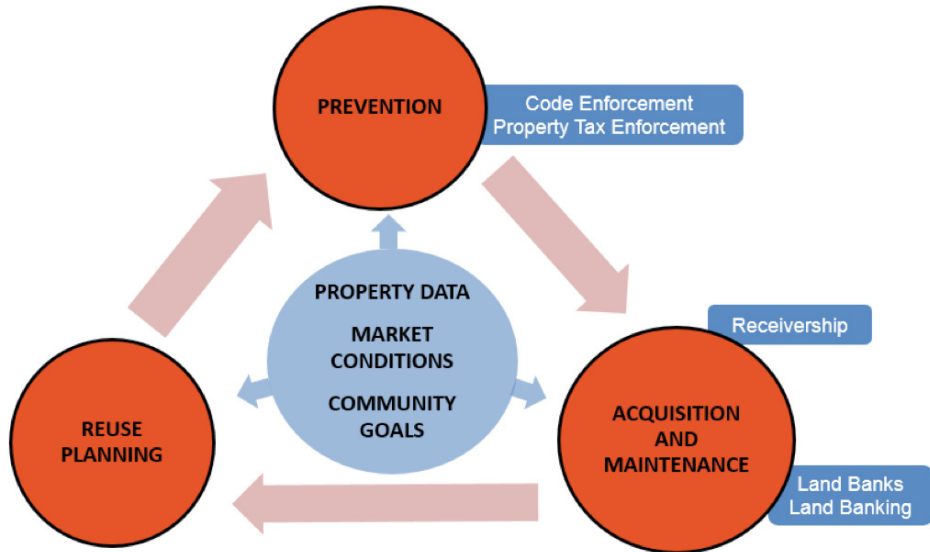 PREVENTION
Code Enforcement
Property Tax Enforcement
PROPERTY DATA
MARKET
CONDITIONS
COMMUNITY
GOALS
Receivership
REUSE
PLANNING
ACQUISITION
AND
MAINTENANCE
Land Banks
Land Banking